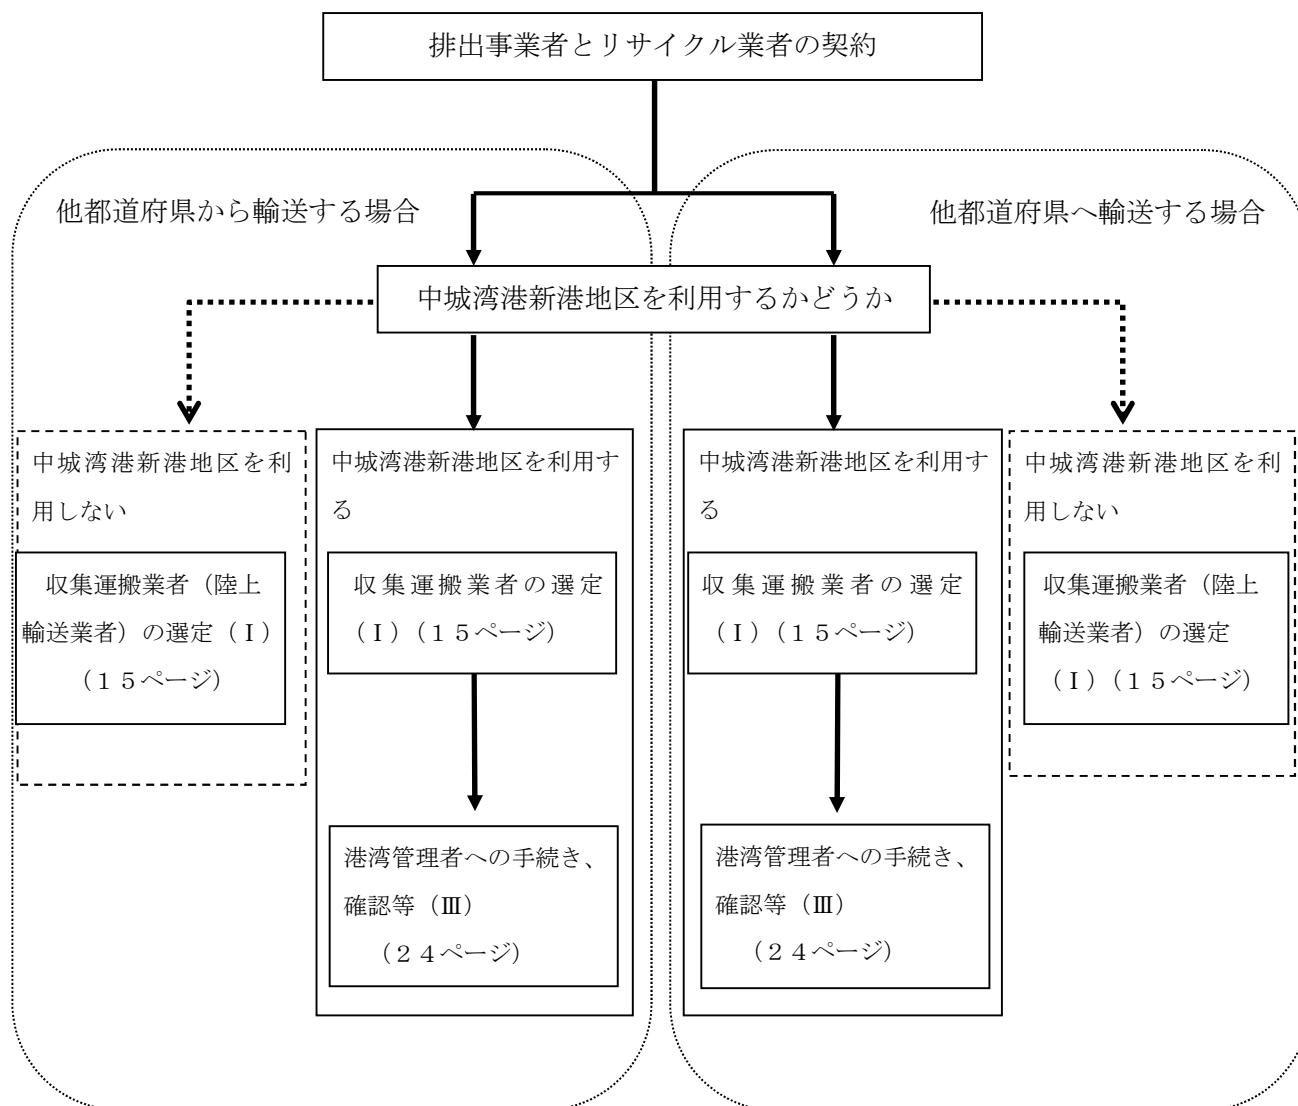 排出事業者とリサイクル業者の契約
他都道府県から輸送する場合
他都道府県へ輸送する場合
中城湾港新港地区を利用するかどうか
中城湾港新港地区を利
用しない
収集運搬業者（陸上
輸送業者）の選定（Ⅰ）
（１５ページ）
中城湾港新港地区を利用す
る
収集運搬業者の選定
（Ⅰ）（１５ページ）
港湾管理者への手続き、
確認等（Ⅲ）
（２４ページ）
中城湾港新港地区を利用す
る
収集運搬業者の選定
（Ⅰ）（１５ページ）
港湾管理者への手続き、
確認等（Ⅲ）
（２４ページ）
中城湾港新港地区を利
用しない
収集運搬業者（陸上
輸送業者）の選定
（Ⅰ）（１５ページ）